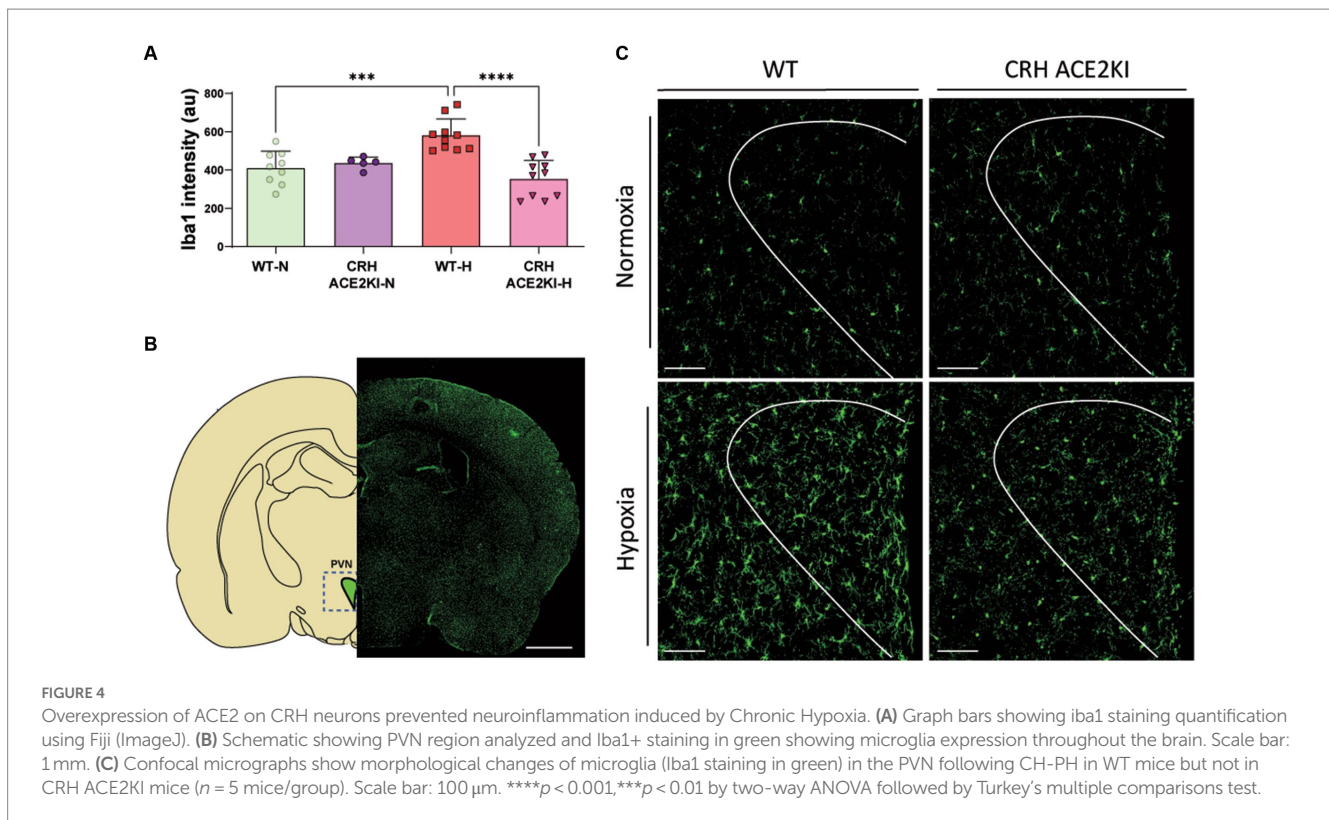 A
***
****
Iba1 intensity (au)
800
600
400
200
0
WT-N
CRH
ACE2KI-N
WT-H
CRH
ACE2KI-H
B
PVN
C
WT
CRH ACE2KI
Normoxia
Hypoxia
FIGURE 4
Overexpression of ACE2 on CRH neurons prevented neuroinflammation induced by Chronic Hypoxia. (A) Graph bars showing iba1 staining quantification
using Fiji (ImageJ). (B) Schematic showing PVN region analyzed and Iba1+ staining in green showing microglia expression throughout the brain. Scale bar:
1 mm. (C) Confocal micrographs show morphological changes of microglia (Iba1 staining in green) in the PVN following CH-PH in WT mice but not in
CRH ACE2KI mice (n = 5 mice/group). Scale bar: 100 μm. ****p < 0.001,***p < 0.01 by two-way ANOVA followed by Turkey's multiple comparisons test.